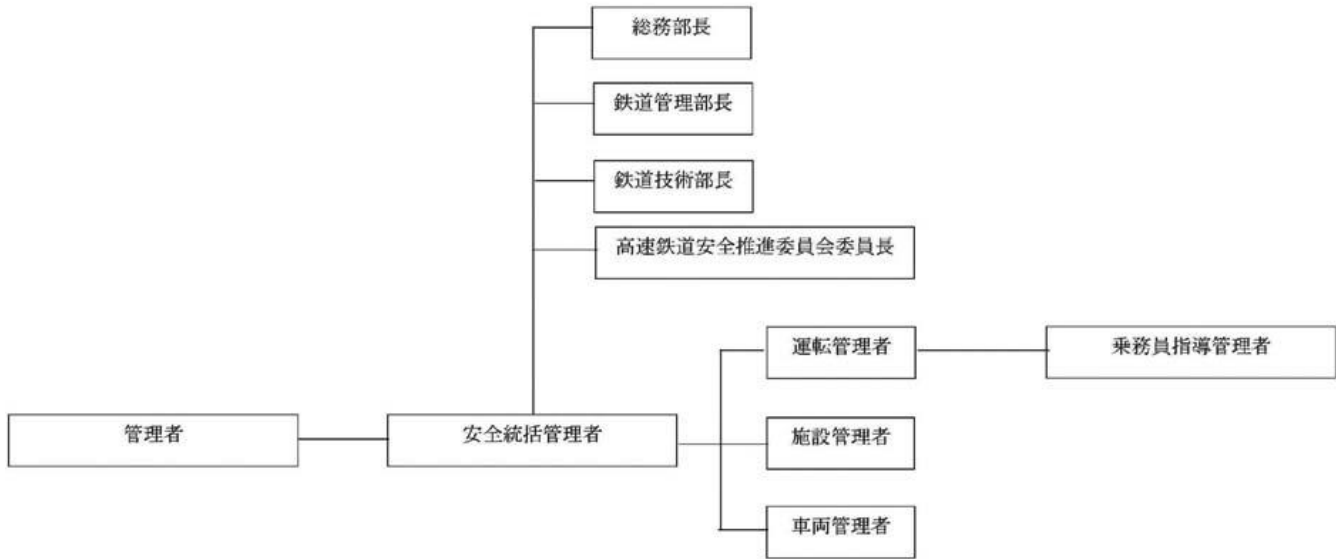 総務部長
鉄道管理部長
鉄道技術部長
高速鉄道安全推進委員会委員長
運転管理者
乗務員指導管理者
管理者
安全統括管理者
施設管理者
車両管理者